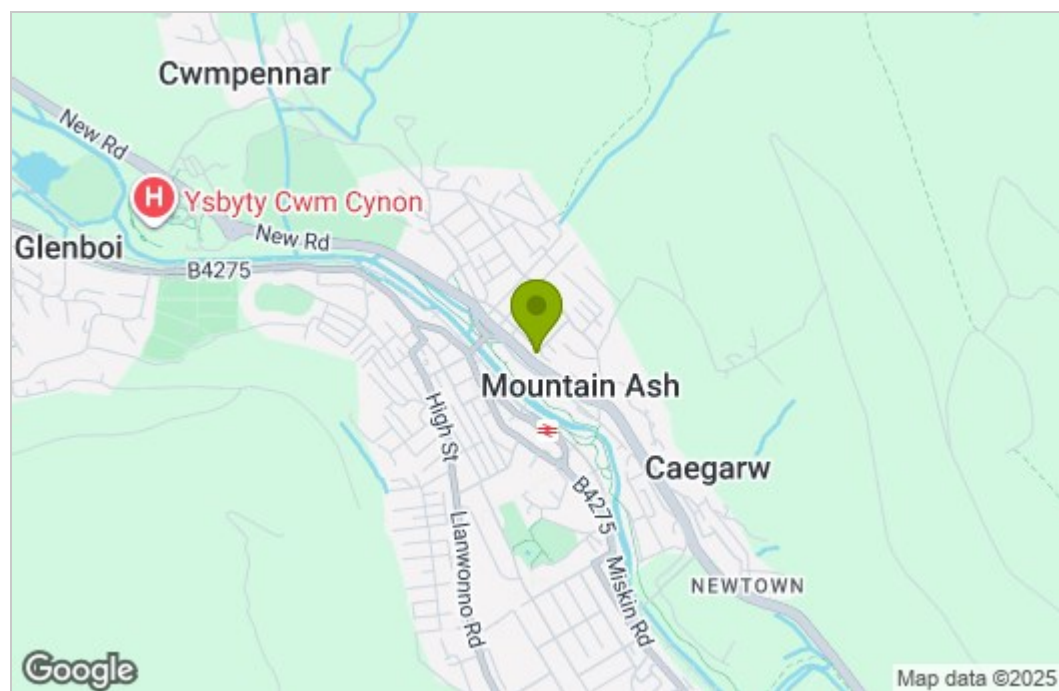 Cwmpennar
New Rd
H
Ysbyty Cwm Cynon
New Rd
Glenboi
B4275
Mountain Ash
High St
Caegarw
B4275
Llanwonno Rd
Miskin Rd
NEWTOWN
Google
Map data ©2025